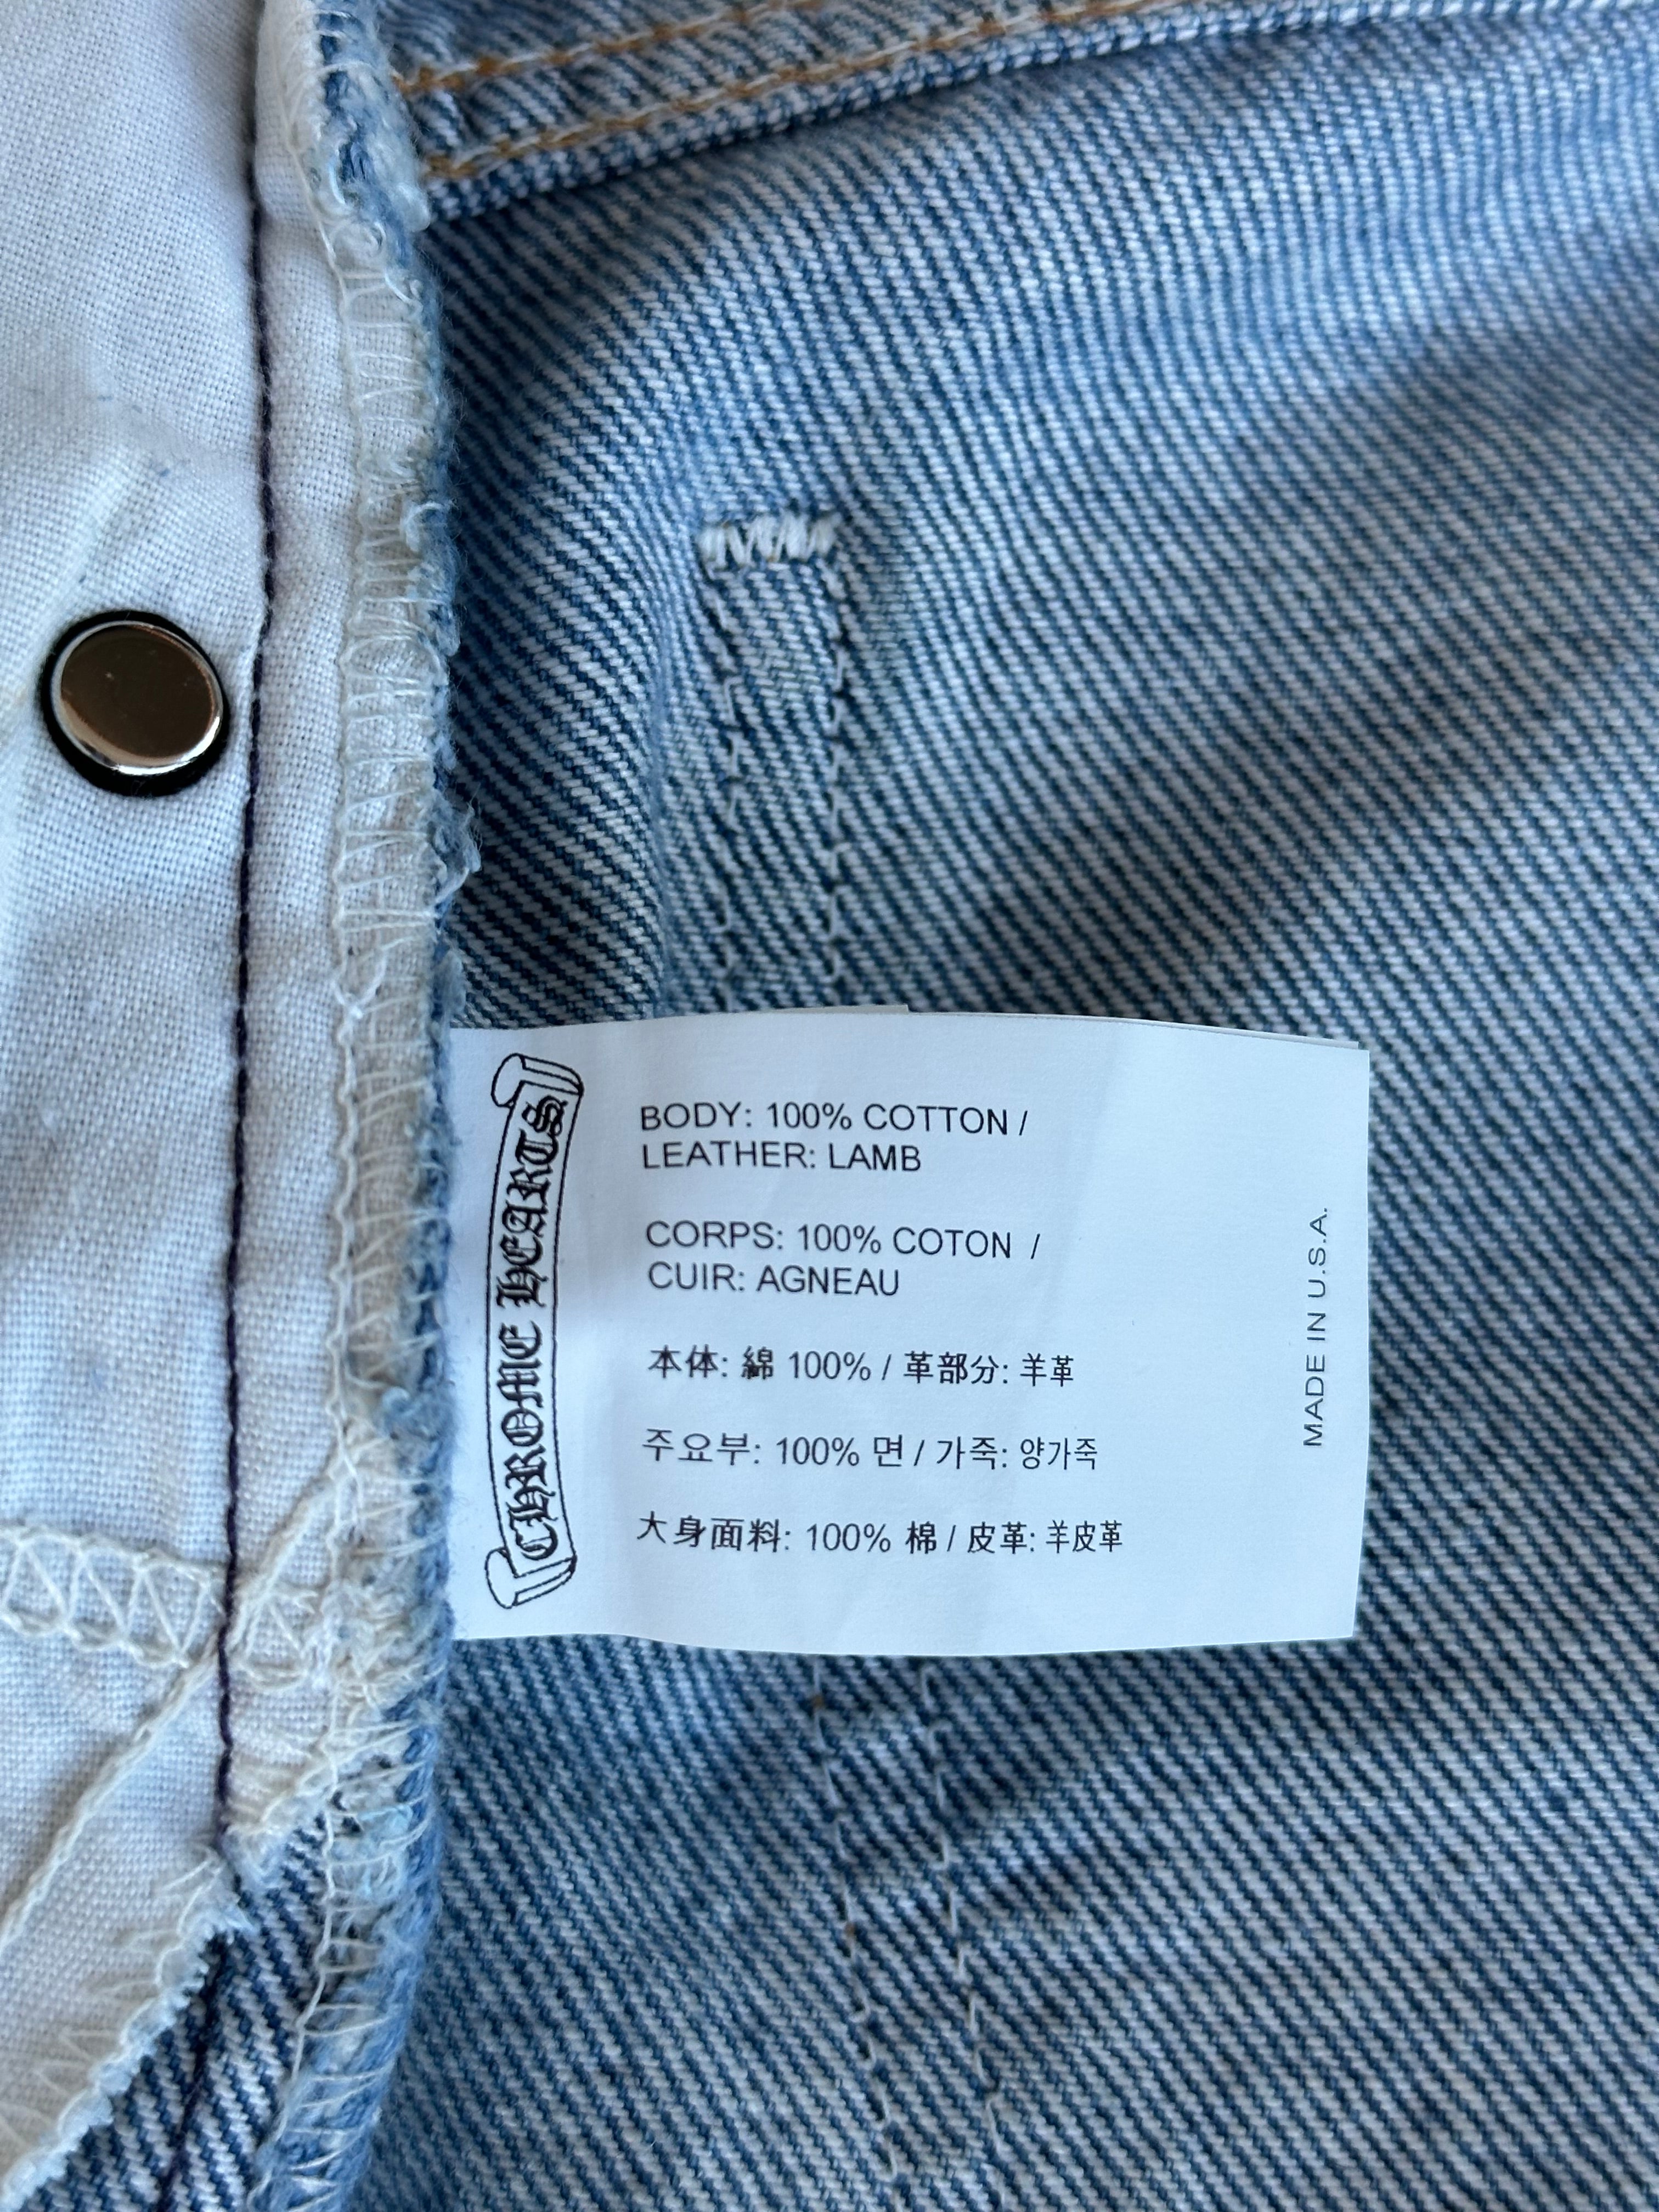 CHROME HEARTS
BODY: 100% COTTON /
LEATHER: LAMB
CORPS: 100% COTON /
CUIR: AGNEAU
本体: 綿 100% / 革部分: 羊革
주요부: 100% 면 / 가죽: 양가죽
大身面料: 100% 棉 / 皮革: 羊皮革
MADE IN U.S.A.